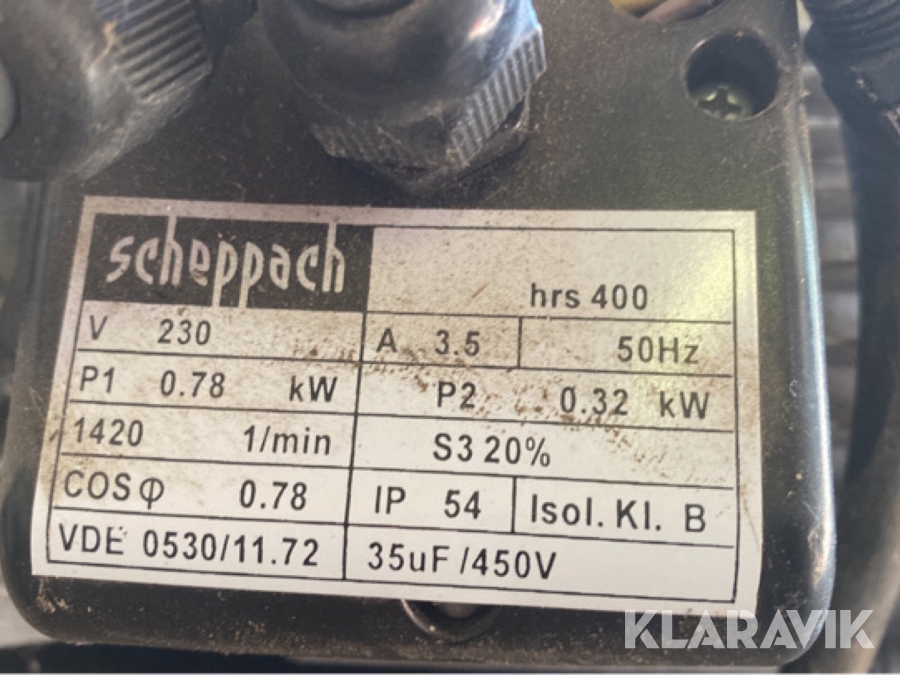 scheppach
hrs 400
V 230 A 3.5 50Hz
P1 0.78 kW P2 0.32 kW
1420 1/min S3 20%
COS φ 0.78 IP 54 Isol. Kl. B
VDE 0530/11.72 35uF/450V
KLARAVIK